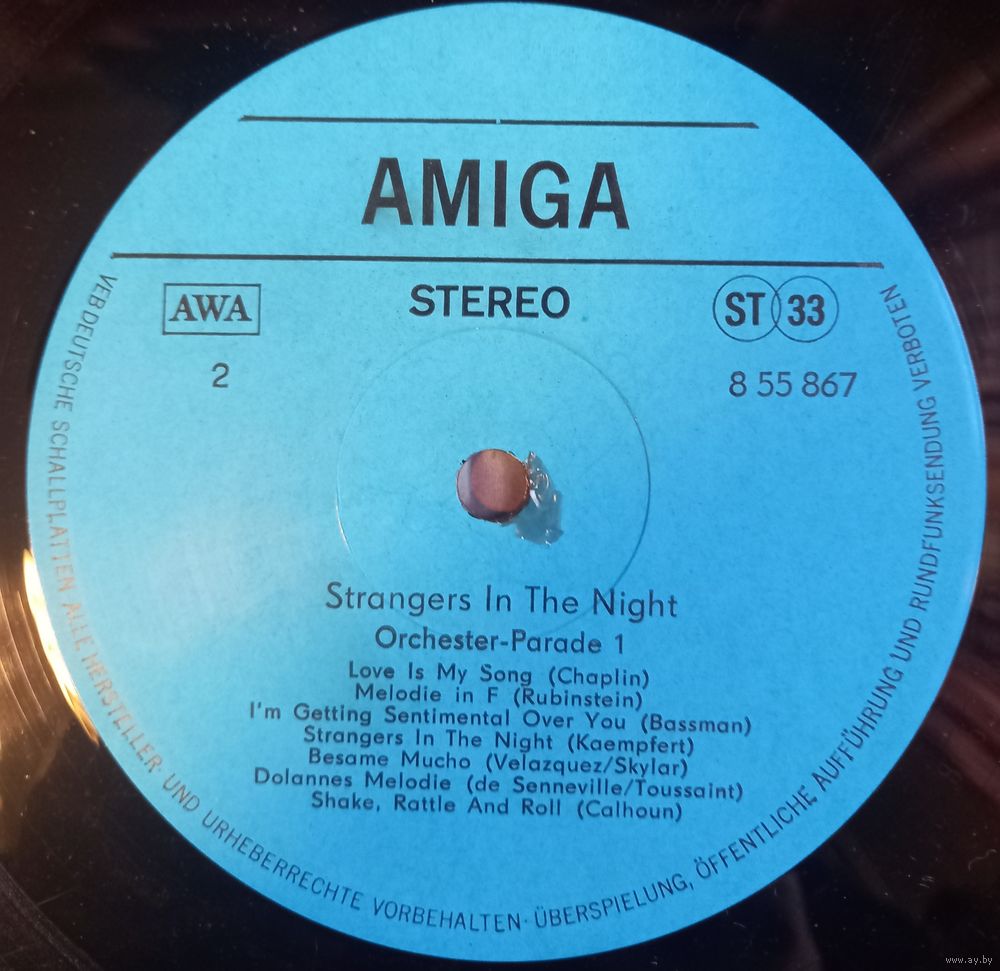 AMIGA
AWA
STEREO
ST 33
2
8 55 867
Strangers In The Night
Orchester-Parade 1
Love Is My Song (Chaplin)
Melodie in F (Rubinstein)
I'm Getting Sentimental Over You (Bassman)
Strangers In The Night (Kaempfert)
Besame Mucho (Velazquez/Skylar)
Dolannes Melodie (de Senneville/Toussaint)
Shake, Rattle And Roll (Calhoun)
VEB DEUTSCHE SCHALLPLATTEN ALLE HERSTELLER- UND URHEBERRECHTE VORBEHALTEN · ÜBERSPIELUNG, ÖFFENTLICHE AUFFÜHRUNG UND RUNDFUNKSENDUNG VERBOTEN
www.ay.by